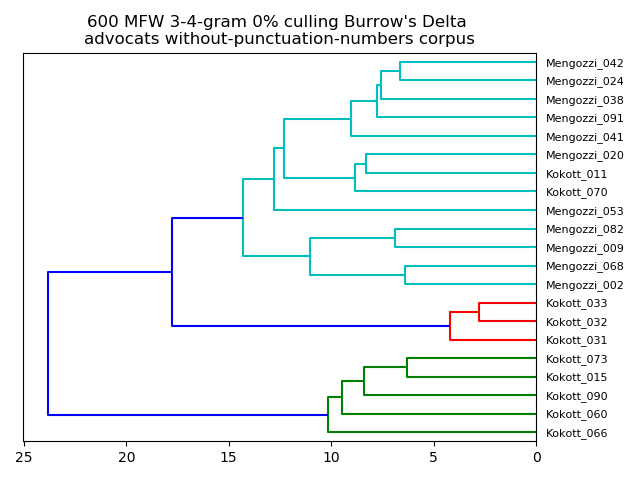 600 MFW 3-4-gram 0% culling Burrow's Delta
advocats without-punctuation-numbers corpus
Mengozzi_042
Mengozzi_024
Mengozzi_038
Mengozzi_091
Mengozzi_041
Mengozzi_020
Kokott_011
Kokott_070
Mengozzi_053
Mengozzi_082
Mengozzi_009
Mengozzi_068
Mengozzi_002
Kokott_033
Kokott_032
Kokott_031
Kokott_073
Kokott_015
Kokott_090
Kokott_060
Kokott_066
25 20 15 10 5 0